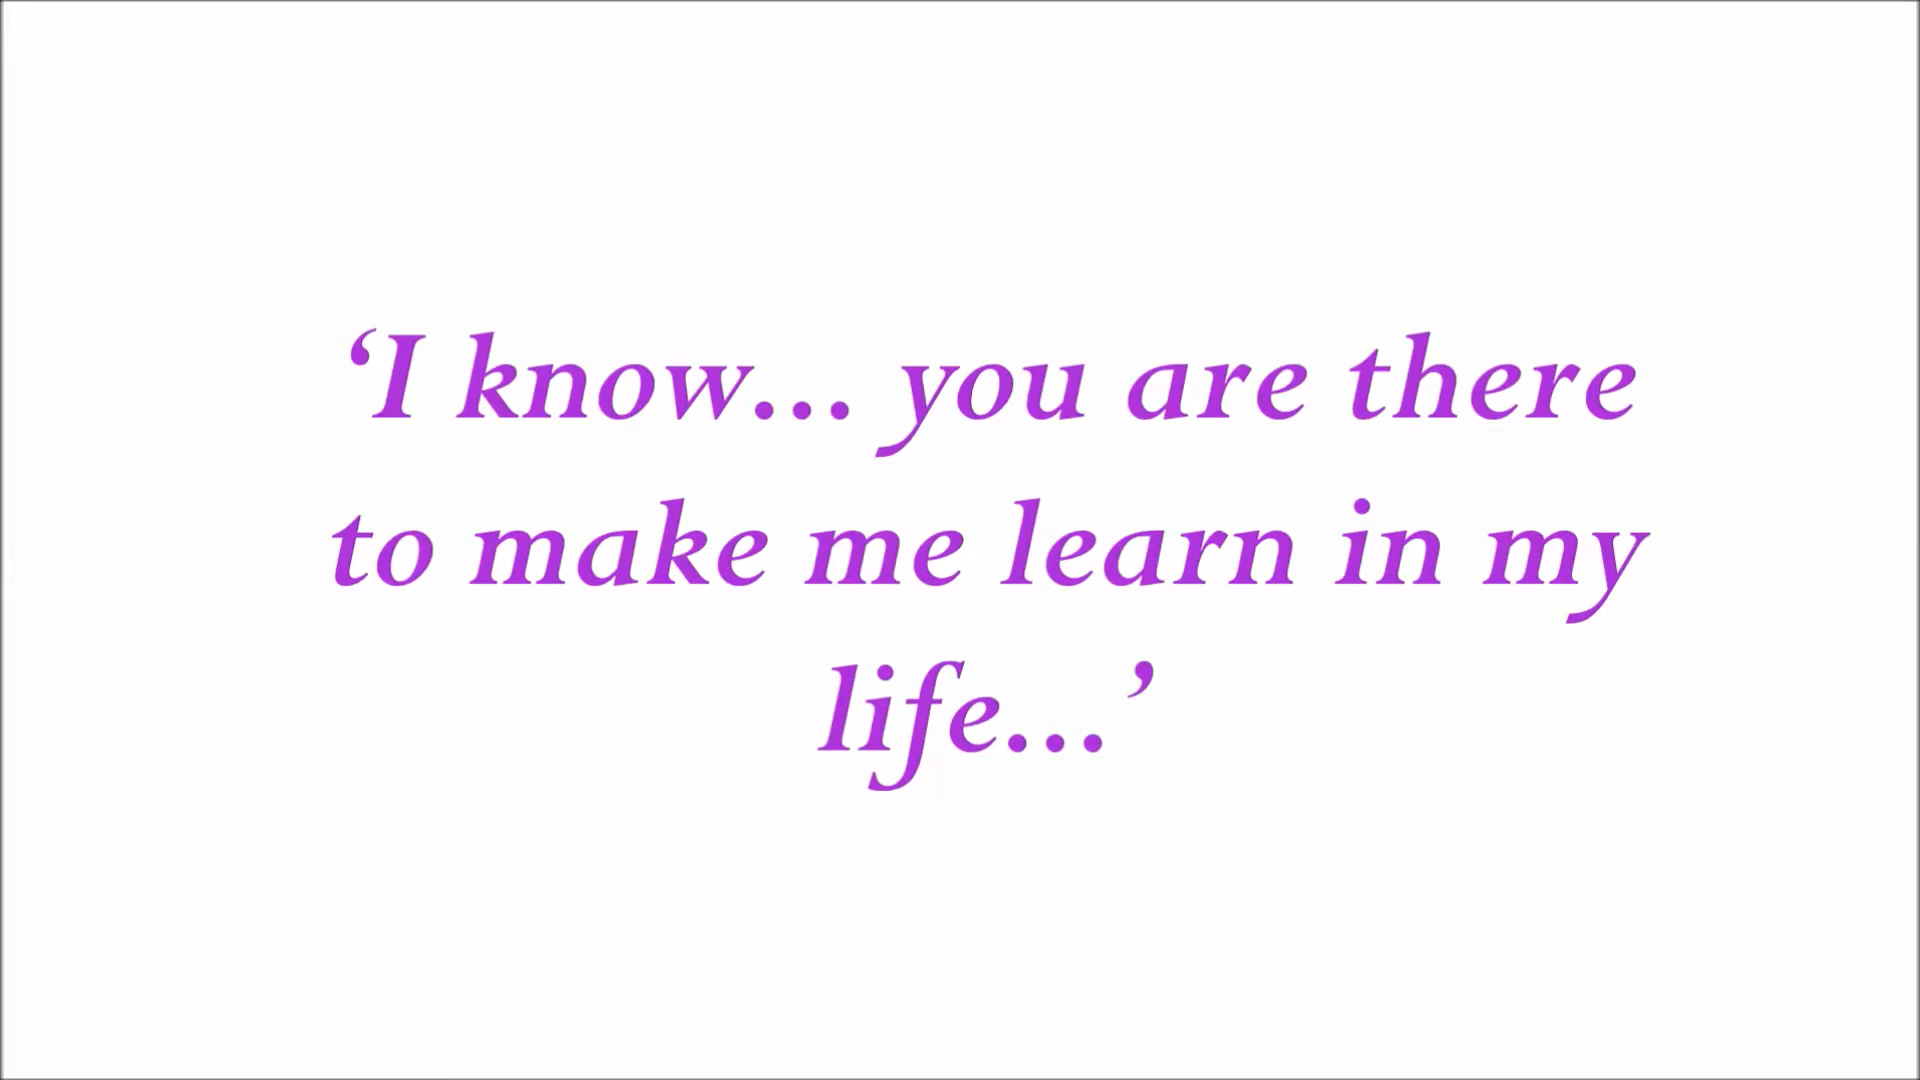 ‘I know... you are there
to make me learn in my
life...’